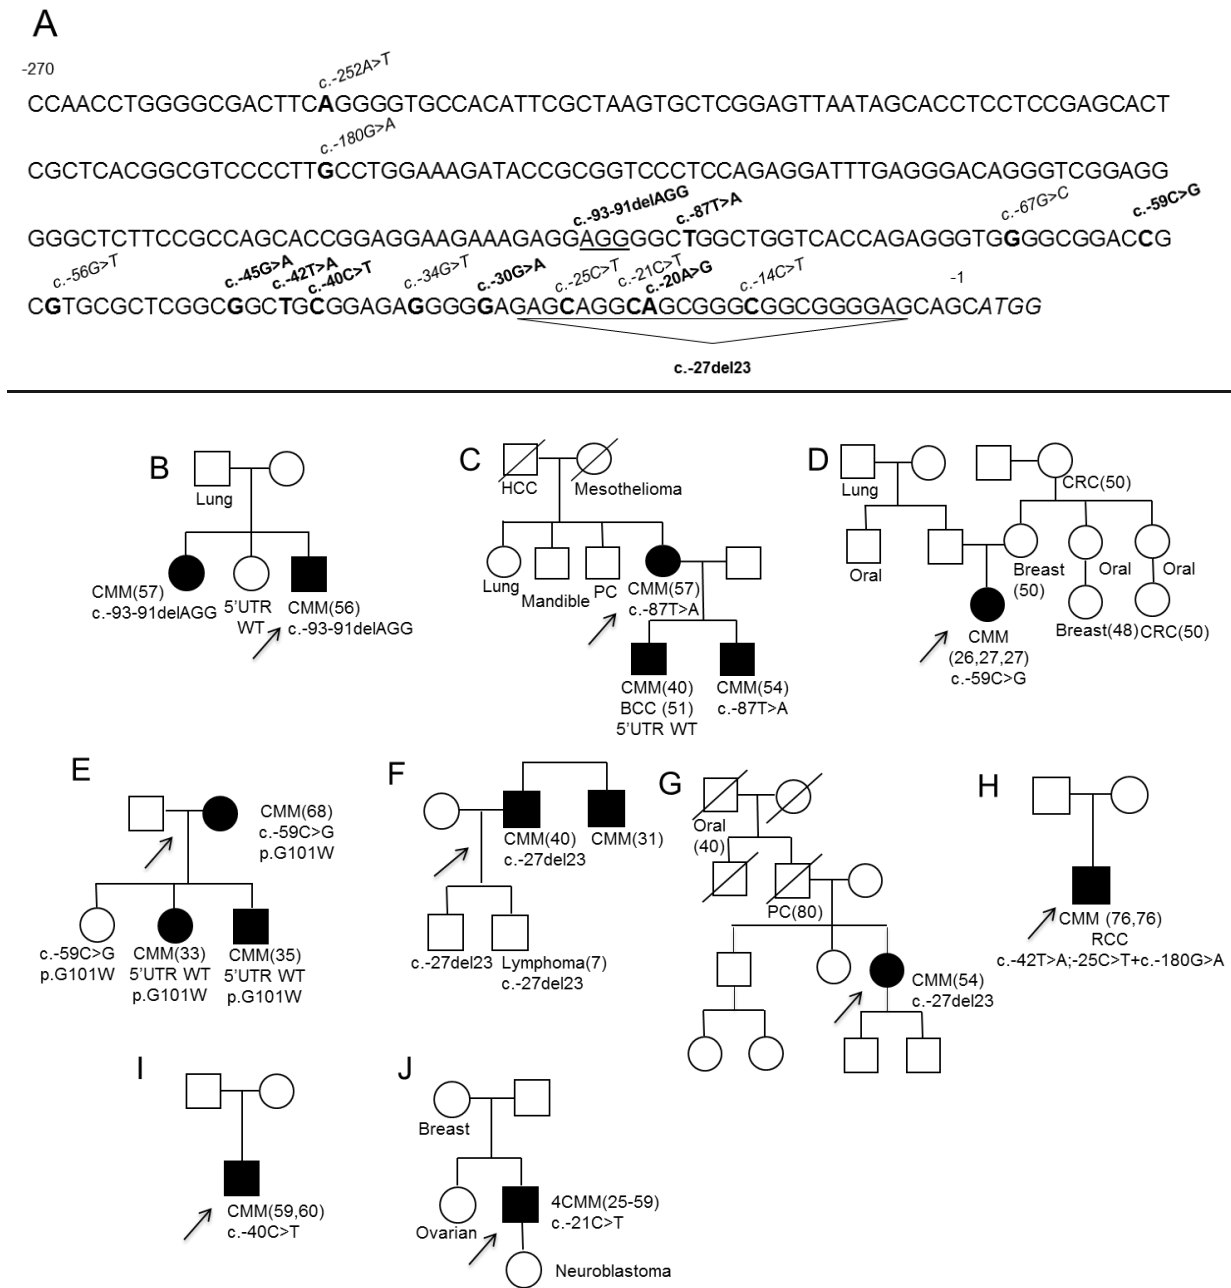 A
-270
c.-252A>T
CCAACCTGGGGCGACTTCAGGGGTGCCACATTCGCTAAGTGCTCGGAGTTAATAGCACCTCCTCCGAGCACT
c.-180G>A
CGCTCACGGCGTCCCCTTGCCTGGAAAGATACCGCGGTCCCTCCAGAGGATTTGAGGGACAGGGTCGGAGG
c.-93-91delAGG c.-87T>A c.-67G>C c.-59C>G
GGGCTCTTCCGCCAGCACCGGAGGAAGAAAGAGGAGGGGCTGGCTGGTCACCAGAGGGTGGGGCGGACCG
c.-56G>T c.-45G>A c.-42T>A c.-40C>T c.-34G>T c.-30G>A c.-25C>T c.-21C>T c.-20A>G c.-14C>T -1
CGTGCGCTCGGCGGCTGCGGAGAGGGGGAGAGCAGGCAGCGGGCGGCGGGGAGCAGCATGG
c.-27del23
B
Lung
CMM(57)
c.-93-91delAGG
5'UTR
WT
CMM(56)
c.-93-91delAGG
C
HCC
Mesothelioma
Lung
Mandible
PC
CMM(57)
c.-87T>A
CMM(40)
BCC (51)
5'UTR WT
CMM(54)
c.-87T>A
D
Lung
CRC(50)
Oral
Breast
(50)
Oral
Oral
CMM
(26,27,27)
c.-59C>G
Breast(48)
CRC(50)
E
CMM(68)
c.-59C>G
p.G101W
c.-59C>G
p.G101W
CMM(33)
5'UTR WT
p.G101W
CMM(35)
5'UTR WT
p.G101W
F
CMM(40)
c.-27del23
CMM(31)
c.-27del23
Lymphoma(7)
c.-27del23
G
Oral
(40)
PC(80)
CMM(54)
c.-27del23
H
CMM (76,76)
RCC
c.-42T>A;-25C>T+c.-180G>A
I
CMM(59,60)
c.-40C>T
J
Breast
Ovarian
4CMM(25-59)
c.-21C>T
Neuroblastoma